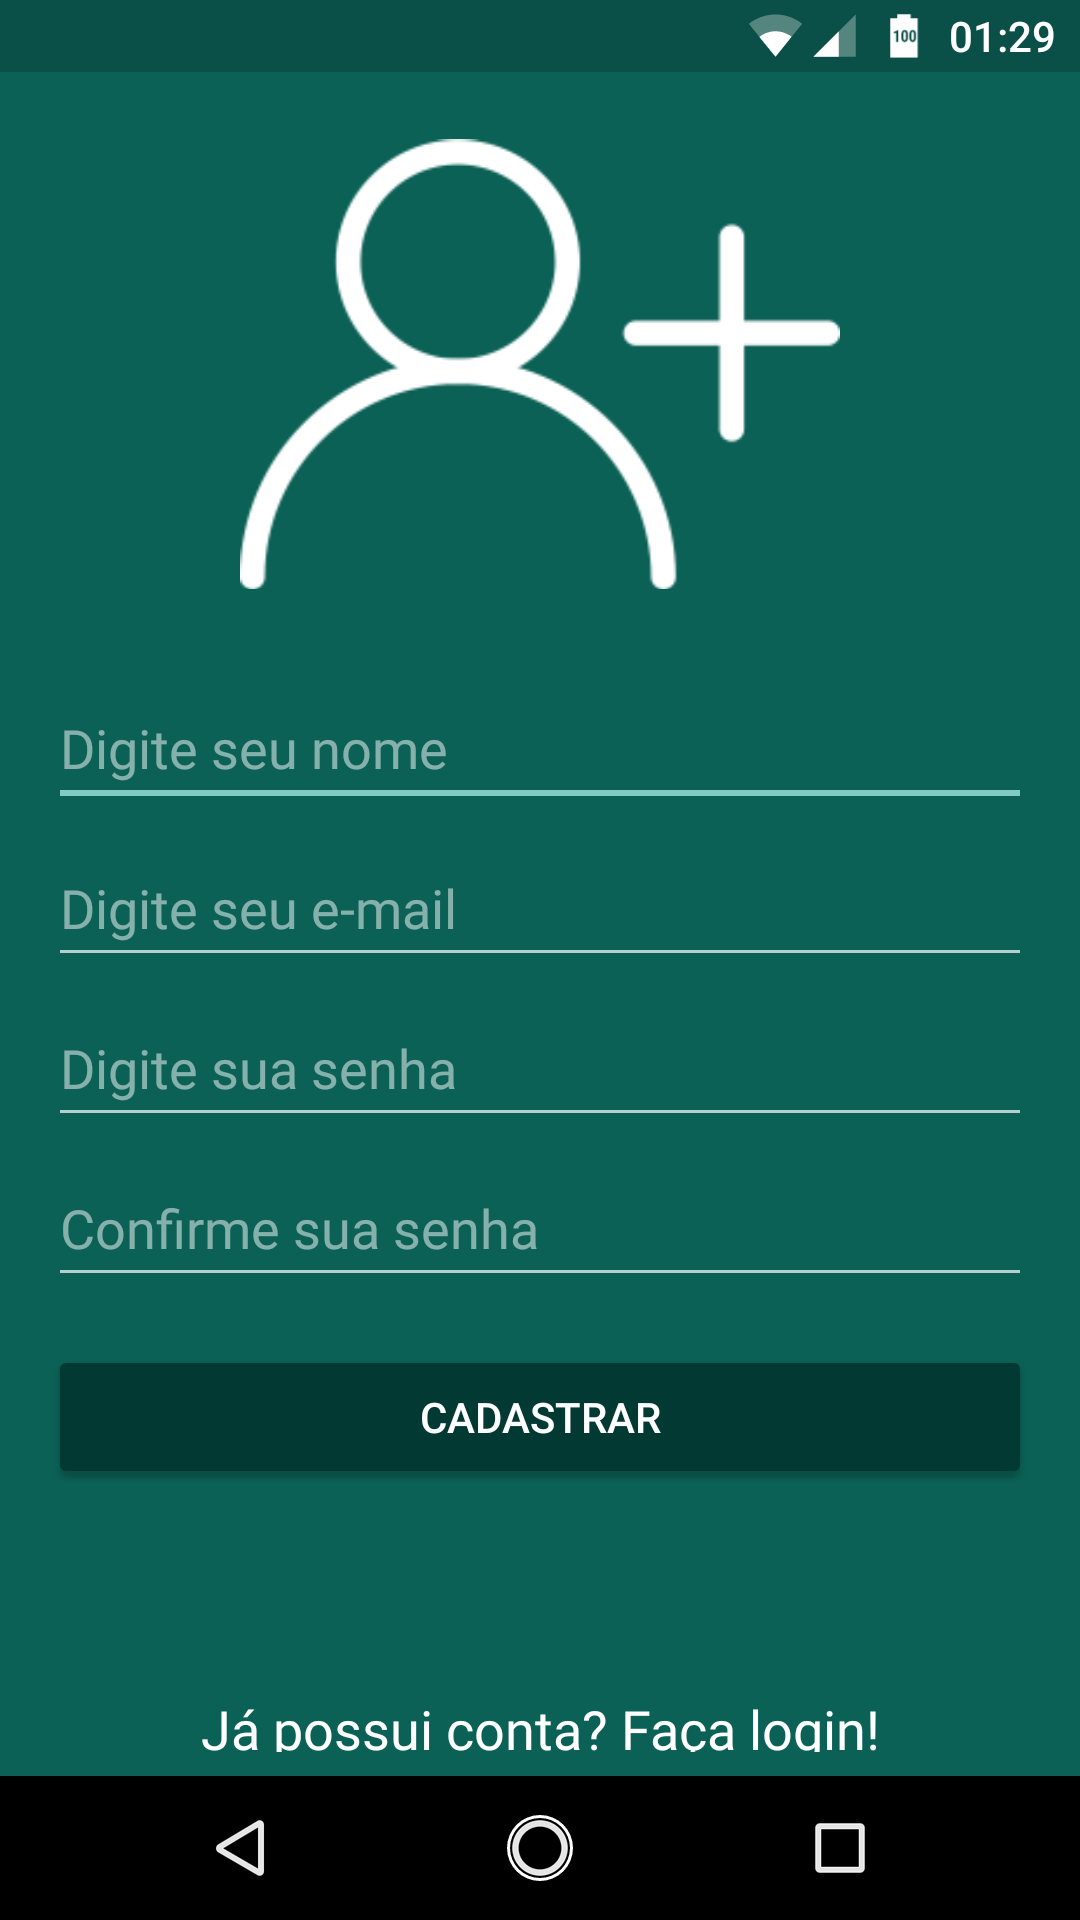 100 01:29
Digite seu nome
Digite seu e-mail
Digite sua senha
Confirme sua senha
CADASTRAR
Já possui conta? Faça login!